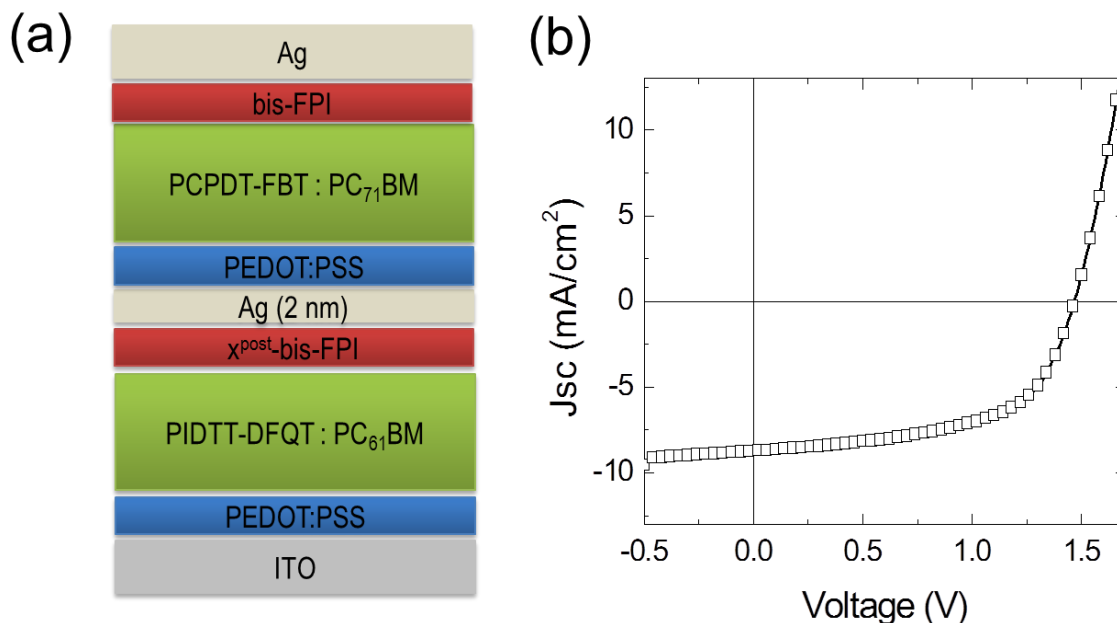 (a)
Ag
bis-FPI
PCPDT-FBT : PC₇₁BM
PEDOT:PSS
Ag (2 nm)
xᵖᵒˢᵗ-bis-FPI
PIDTT-DFQT : PC₆₁BM
PEDOT:PSS
ITO
(b)
Jsc (mA/cm²)
10
5
0
-5
-10
-0.5 0.0 0.5 1.0 1.5
Voltage (V)